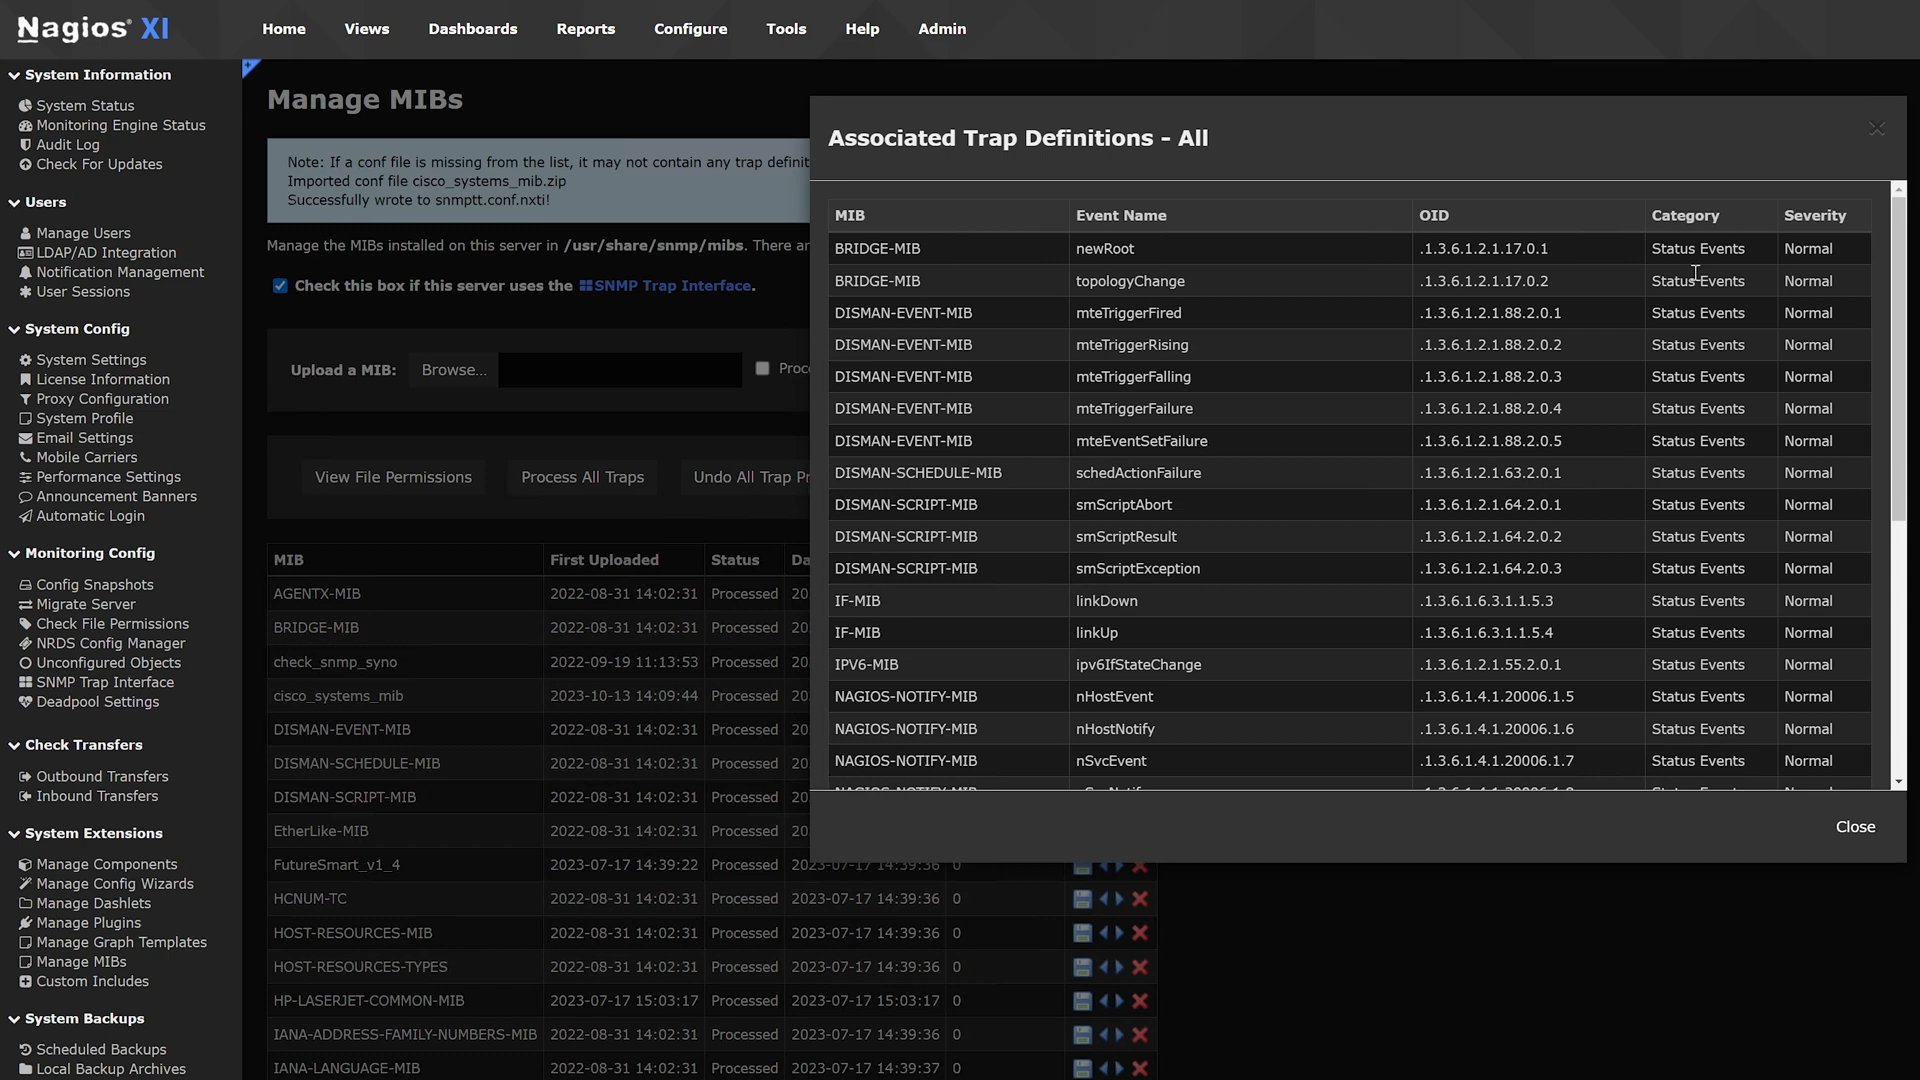 Nagios® XI
Home Views Dashboards Reports Configure Tools Help Admin
System Information
System Status
Monitoring Engine Status
Audit Log
Check For Updates
Users
Manage Users
LDAP/AD Integration
Notification Management
User Sessions
System Config
System Settings
License Information
Proxy Configuration
System Profile
Email Settings
Mobile Carriers
Performance Settings
Announcement Banners
Automatic Login
Monitoring Config
Config Snapshots
Migrate Server
Check File Permissions
NRDS Config Manager
Unconfigured Objects
SNMP Trap Interface
Deadpool Settings
Check Transfers
Outbound Transfers
Inbound Transfers
System Extensions
Manage Components
Manage Config Wizards
Manage Dashlets
Manage Plugins
Manage Graph Templates
Manage MIBs
Custom Includes
System Backups
Scheduled Backups
Local Backup Archives
Manage MIBs
Note: If a conf file is missing from the list, it may not contain any trap definit
Imported conf file cisco_systems_mib.zip
Successfully wrote to snmptt.conf.nxti!
Manage the MIBs installed on this server in /usr/share/snmp/mibs. There ar
Check this box if this server uses the SNMP Trap Interface.
Upload a MIB: Browse... Proc
View File Permissions Process All Traps Undo All Trap Pr
MIB First Uploaded Status Da
AGENTX-MIB 2022-08-31 14:02:31 Processed 20
BRIDGE-MIB 2022-08-31 14:02:31 Processed 20
check_snmp_syno 2022-09-19 11:13:53 Processed 20
cisco_systems_mib 2023-10-13 14:09:44 Processed 20
DISMAN-EVENT-MIB 2022-08-31 14:02:31 Processed 20
DISMAN-SCHEDULE-MIB 2022-08-31 14:02:31 Processed 20
DISMAN-SCRIPT-MIB 2022-08-31 14:02:31 Processed 20
EtherLike-MIB 2022-08-31 14:02:31 Processed 20
FutureSmart_v1_4 2023-07-17 14:39:22 Processed 2023-07-17 14:39:36 0
HCNUM-TC 2022-08-31 14:02:31 Processed 2023-07-17 14:39:36 0
HOST-RESOURCES-MIB 2022-08-31 14:02:31 Processed 2023-07-17 14:39:36 0
HOST-RESOURCES-TYPES 2022-08-31 14:02:31 Processed 2023-07-17 14:39:36 0
HP-LASERJET-COMMON-MIB 2023-07-17 15:03:17 Processed 2023-07-17 15:03:17 0
IANA-ADDRESS-FAMILY-NUMBERS-MIB 2022-08-31 14:02:31 Processed 2023-07-17 14:39:36 0
IANA-LANGUAGE-MIB 2022-08-31 14:02:31 Processed 2023-07-17 14:39:37 0
Associated Trap Definitions - All
MIB Event Name OID Category Severity
BRIDGE-MIB newRoot .1.3.6.1.2.1.17.0.1 Status Events Normal
BRIDGE-MIB topologyChange .1.3.6.1.2.1.17.0.2 Status Events Normal
DISMAN-EVENT-MIB mteTriggerFired .1.3.6.1.2.1.88.2.0.1 Status Events Normal
DISMAN-EVENT-MIB mteTriggerRising .1.3.6.1.2.1.88.2.0.2 Status Events Normal
DISMAN-EVENT-MIB mteTriggerFalling .1.3.6.1.2.1.88.2.0.3 Status Events Normal
DISMAN-EVENT-MIB mteTriggerFailure .1.3.6.1.2.1.88.2.0.4 Status Events Normal
DISMAN-EVENT-MIB mteEventSetFailure .1.3.6.1.2.1.88.2.0.5 Status Events Normal
DISMAN-SCHEDULE-MIB schedActionFailure .1.3.6.1.2.1.63.2.0.1 Status Events Normal
DISMAN-SCRIPT-MIB smScriptAbort .1.3.6.1.2.1.64.2.0.1 Status Events Normal
DISMAN-SCRIPT-MIB smScriptResult .1.3.6.1.2.1.64.2.0.2 Status Events Normal
DISMAN-SCRIPT-MIB smScriptException .1.3.6.1.2.1.64.2.0.3 Status Events Normal
IF-MIB linkDown .1.3.6.1.6.3.1.1.5.3 Status Events Normal
IF-MIB linkUp .1.3.6.1.6.3.1.1.5.4 Status Events Normal
IPV6-MIB ipv6IfStateChange .1.3.6.1.2.1.55.2.0.1 Status Events Normal
NAGIOS-NOTIFY-MIB nHostEvent .1.3.6.1.4.1.20006.1.5 Status Events Normal
NAGIOS-NOTIFY-MIB nHostNotify .1.3.6.1.4.1.20006.1.6 Status Events Normal
NAGIOS-NOTIFY-MIB nSvcEvent .1.3.6.1.4.1.20006.1.7 Status Events Normal
Close